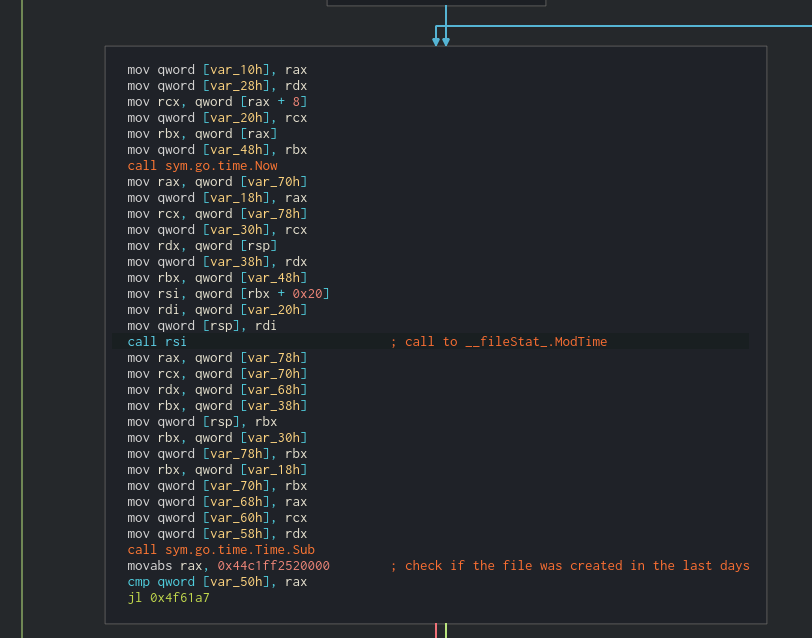 mov qword [var_10h], rax
mov qword [var_28h], rdx
mov rcx, qword [rax + 8]
mov qword [var_20h], rcx
mov rbx, qword [rax]
mov qword [var_48h], rbx
call sym.go.time.Now
mov rax, qword [var_70h]
mov qword [var_18h], rax
mov rcx, qword [var_78h]
mov qword [var_30h], rcx
mov rdx, qword [rsp]
mov qword [var_38h], rdx
mov rbx, qword [var_48h]
mov rsi, qword [rbx + 0x20]
mov rdi, qword [var_20h]
mov qword [rsp], rdi
call rsi ; call to __fileStat_.ModTime
mov rax, qword [var_78h]
mov rcx, qword [var_70h]
mov rdx, qword [var_68h]
mov rbx, qword [var_38h]
mov qword [rsp], rbx
mov rbx, qword [var_30h]
mov qword [var_78h], rbx
mov rbx, qword [var_18h]
mov qword [var_70h], rbx
mov qword [var_68h], rax
mov qword [var_60h], rcx
mov qword [var_58h], rdx
call sym.go.time.Time.Sub
movabs rax, 0x44c1ff2520000 ; check if the file was created in the last days
cmp qword [var_50h], rax
jl 0x4f61a7